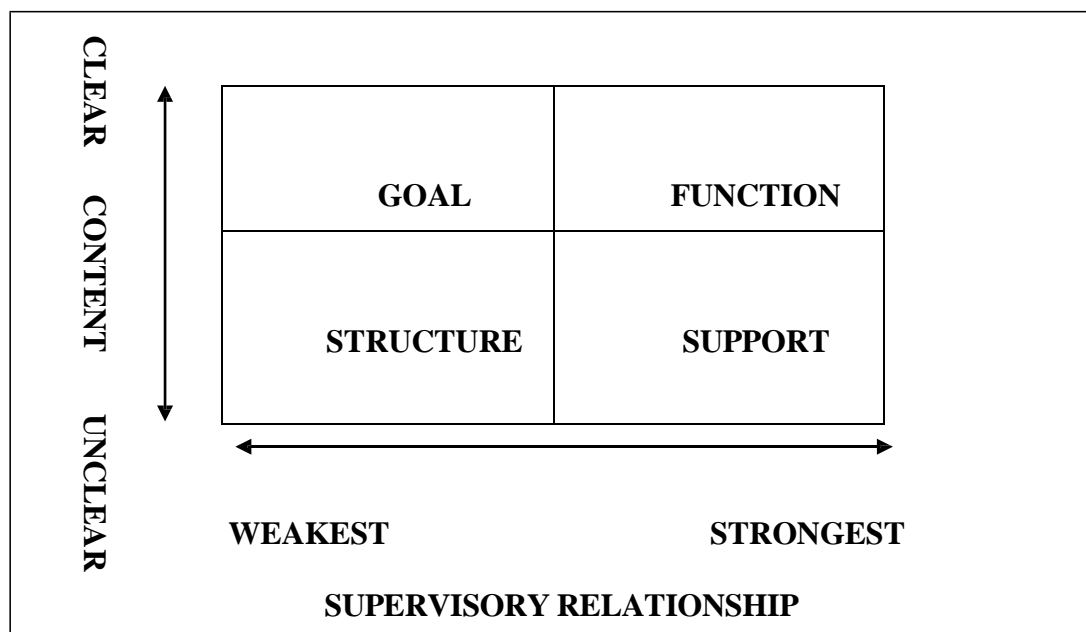 CLEAR
CONTENT
UNCLEAR
GOAL
FUNCTION
STRUCTURE
SUPPORT
WEAKEST
STRONGEST
SUPERVISORY RELATIONSHIP